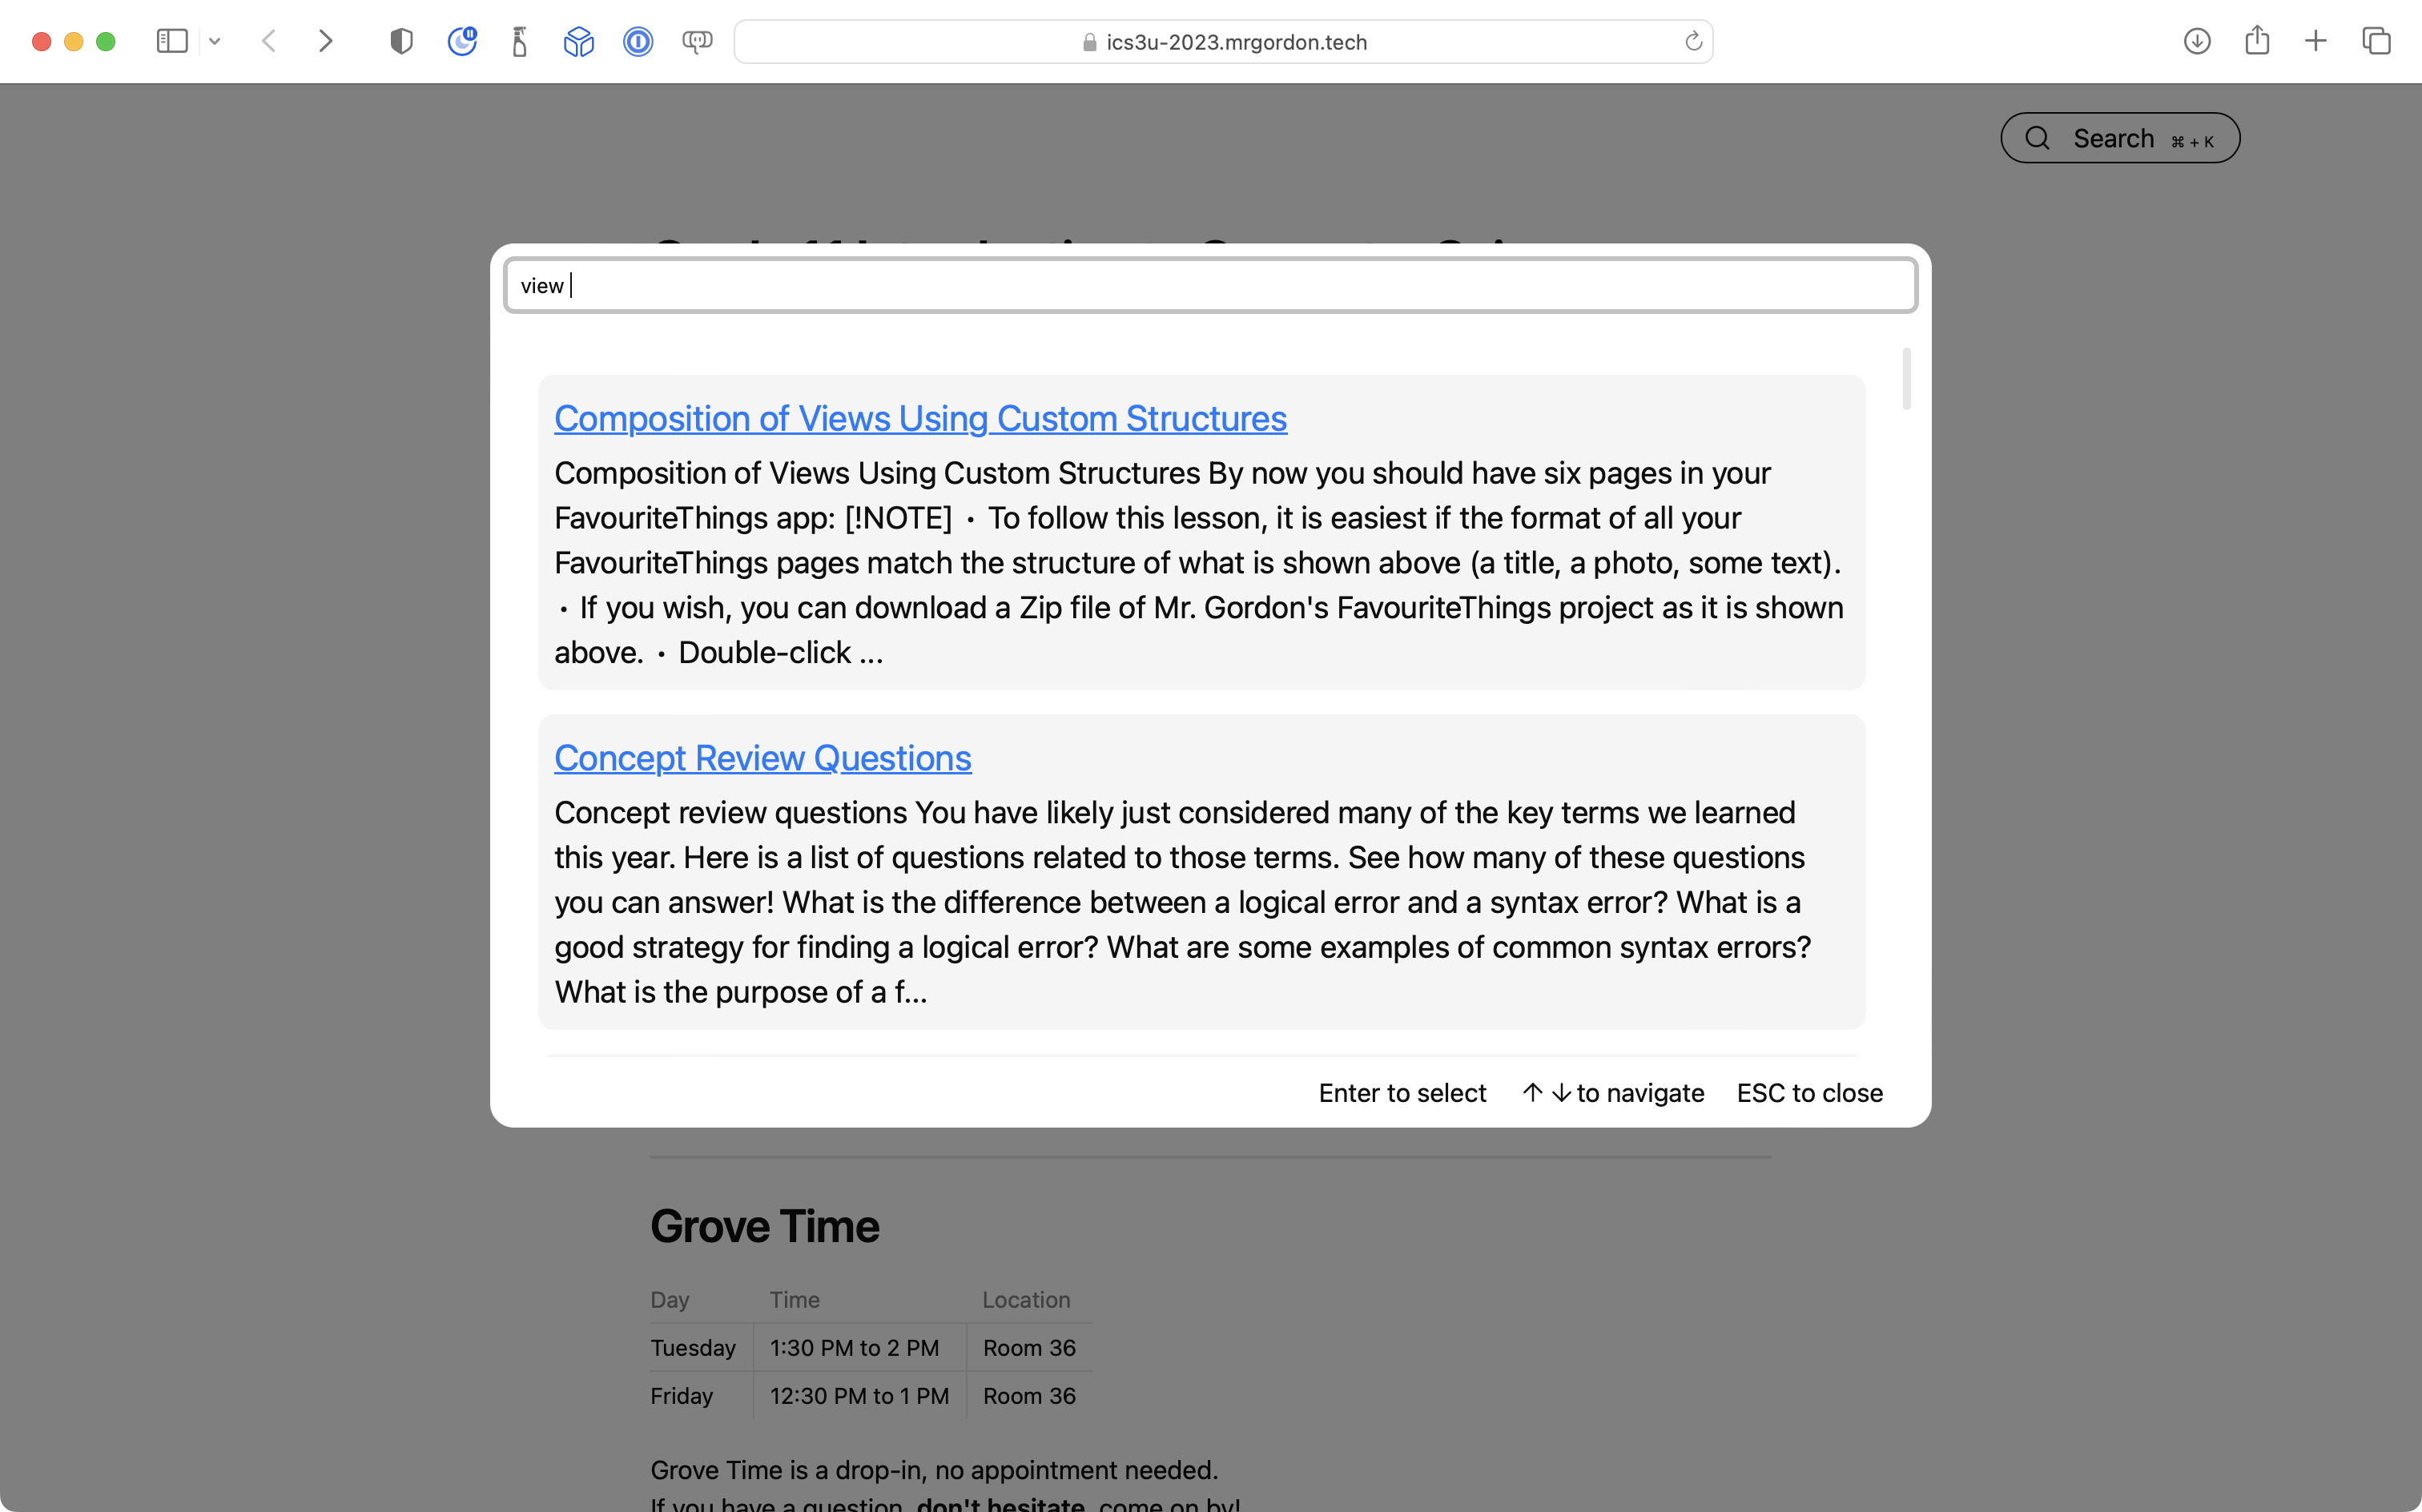 ics3u-2023.mrgordon.tech
Search ⌘ + K
view
Composition of Views Using Custom Structures
Composition of Views Using Custom Structures By now you should have six pages in your
FavouriteThings app: [!NOTE] • To follow this lesson, it is easiest if the format of all your
FavouriteThings pages match the structure of what is shown above (a title, a photo, some text).
• If you wish, you can download a Zip file of Mr. Gordon's FavouriteThings project as it is shown
above. • Double-click ...
Concept Review Questions
Concept review questions You have likely just considered many of the key terms we learned
this year. Here is a list of questions related to those terms. See how many of these questions
you can answer! What is the difference between a logical error and a syntax error? What is a
good strategy for finding a logical error? What are some examples of common syntax errors?
What is the purpose of a f...
Enter to select ↑ ↓ to navigate ESC to close
Grove Time
Day Time Location
Tuesday 1:30 PM to 2 PM Room 36
Friday 12:30 PM to 1 PM Room 36
Grove Time is a drop-in, no appointment needed.
If you have a question, don't hesitate, come on by!